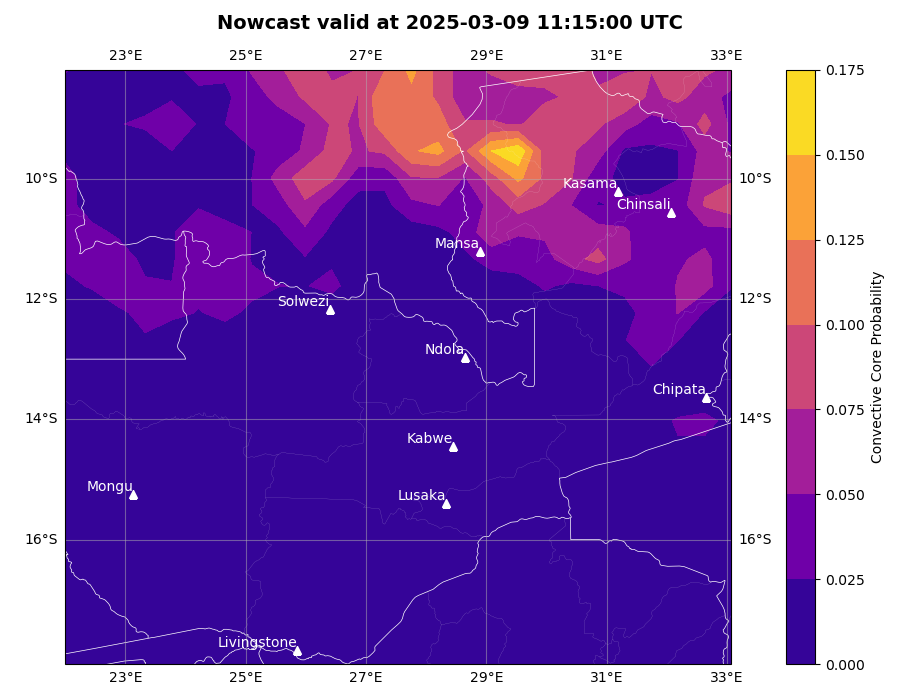 Nowcast valid at 2025-03-09 11:15:00 UTC
23°E 25°E 27°E 29°E 31°E 33°E
0.175
0.150
10°S Kasama 10°S
Chinsali
0.125
Mansa
12°S 12°S
Solwezi
0.100
Ndola
Convective Core Probability
Chipata
0.075
14°S 14°S
Kabwe
Mongu
Lusaka
0.050
16°S 16°S
0.025
Livingstone
0.000
23°E 25°E 27°E 29°E 31°E 33°E